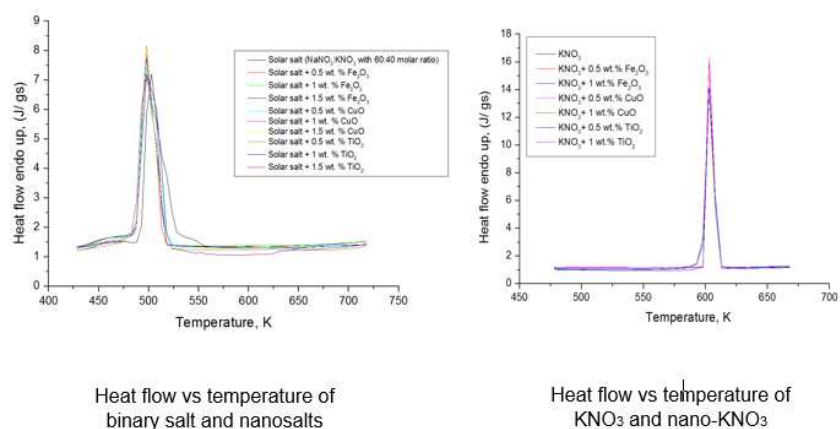 9
8
7
6
5
4
3
2
1
0
Heat flow endo up, (J/ gs)
Solar salt (NaNO3:KNO3 with 60:40 molar ratio)
Solar salt + 0.5 wt. % Fe2O3
Solar salt + 1 wt. % Fe2O3
Solar salt + 1.5 wt. % Fe2O3
Solar salt + 0.5 wt. % CuO
Solar salt + 1 wt. % CuO
Solar salt + 1.5 wt. % CuO
Solar salt + 0.5 wt. % TiO2
Solar salt + 1 wt. % TiO2
Solar salt + 1.5 wt. % TiO2
400 450 500 550 600 650 700 750
Temperature, K
Heat flow vs temperature of
binary salt and nanosalts
18
16
14
12
10
8
6
4
2
0
Heat flow endo up, (J/ gs)
KNO3
KNO3+ 0.5 wt.% Fe2O3
KNO3+ 1 wt.% Fe2O3
KNO3+ 0.5 wt.% CuO
KNO3+ 1 wt.% CuO
KNO3+ 0.5 wt.% TiO2
KNO3+ 1 wt.% TiO2
450 500 550 600 650 700
Temperature, K
Heat flow vs temperature of
KNO3 and nano-KNO3